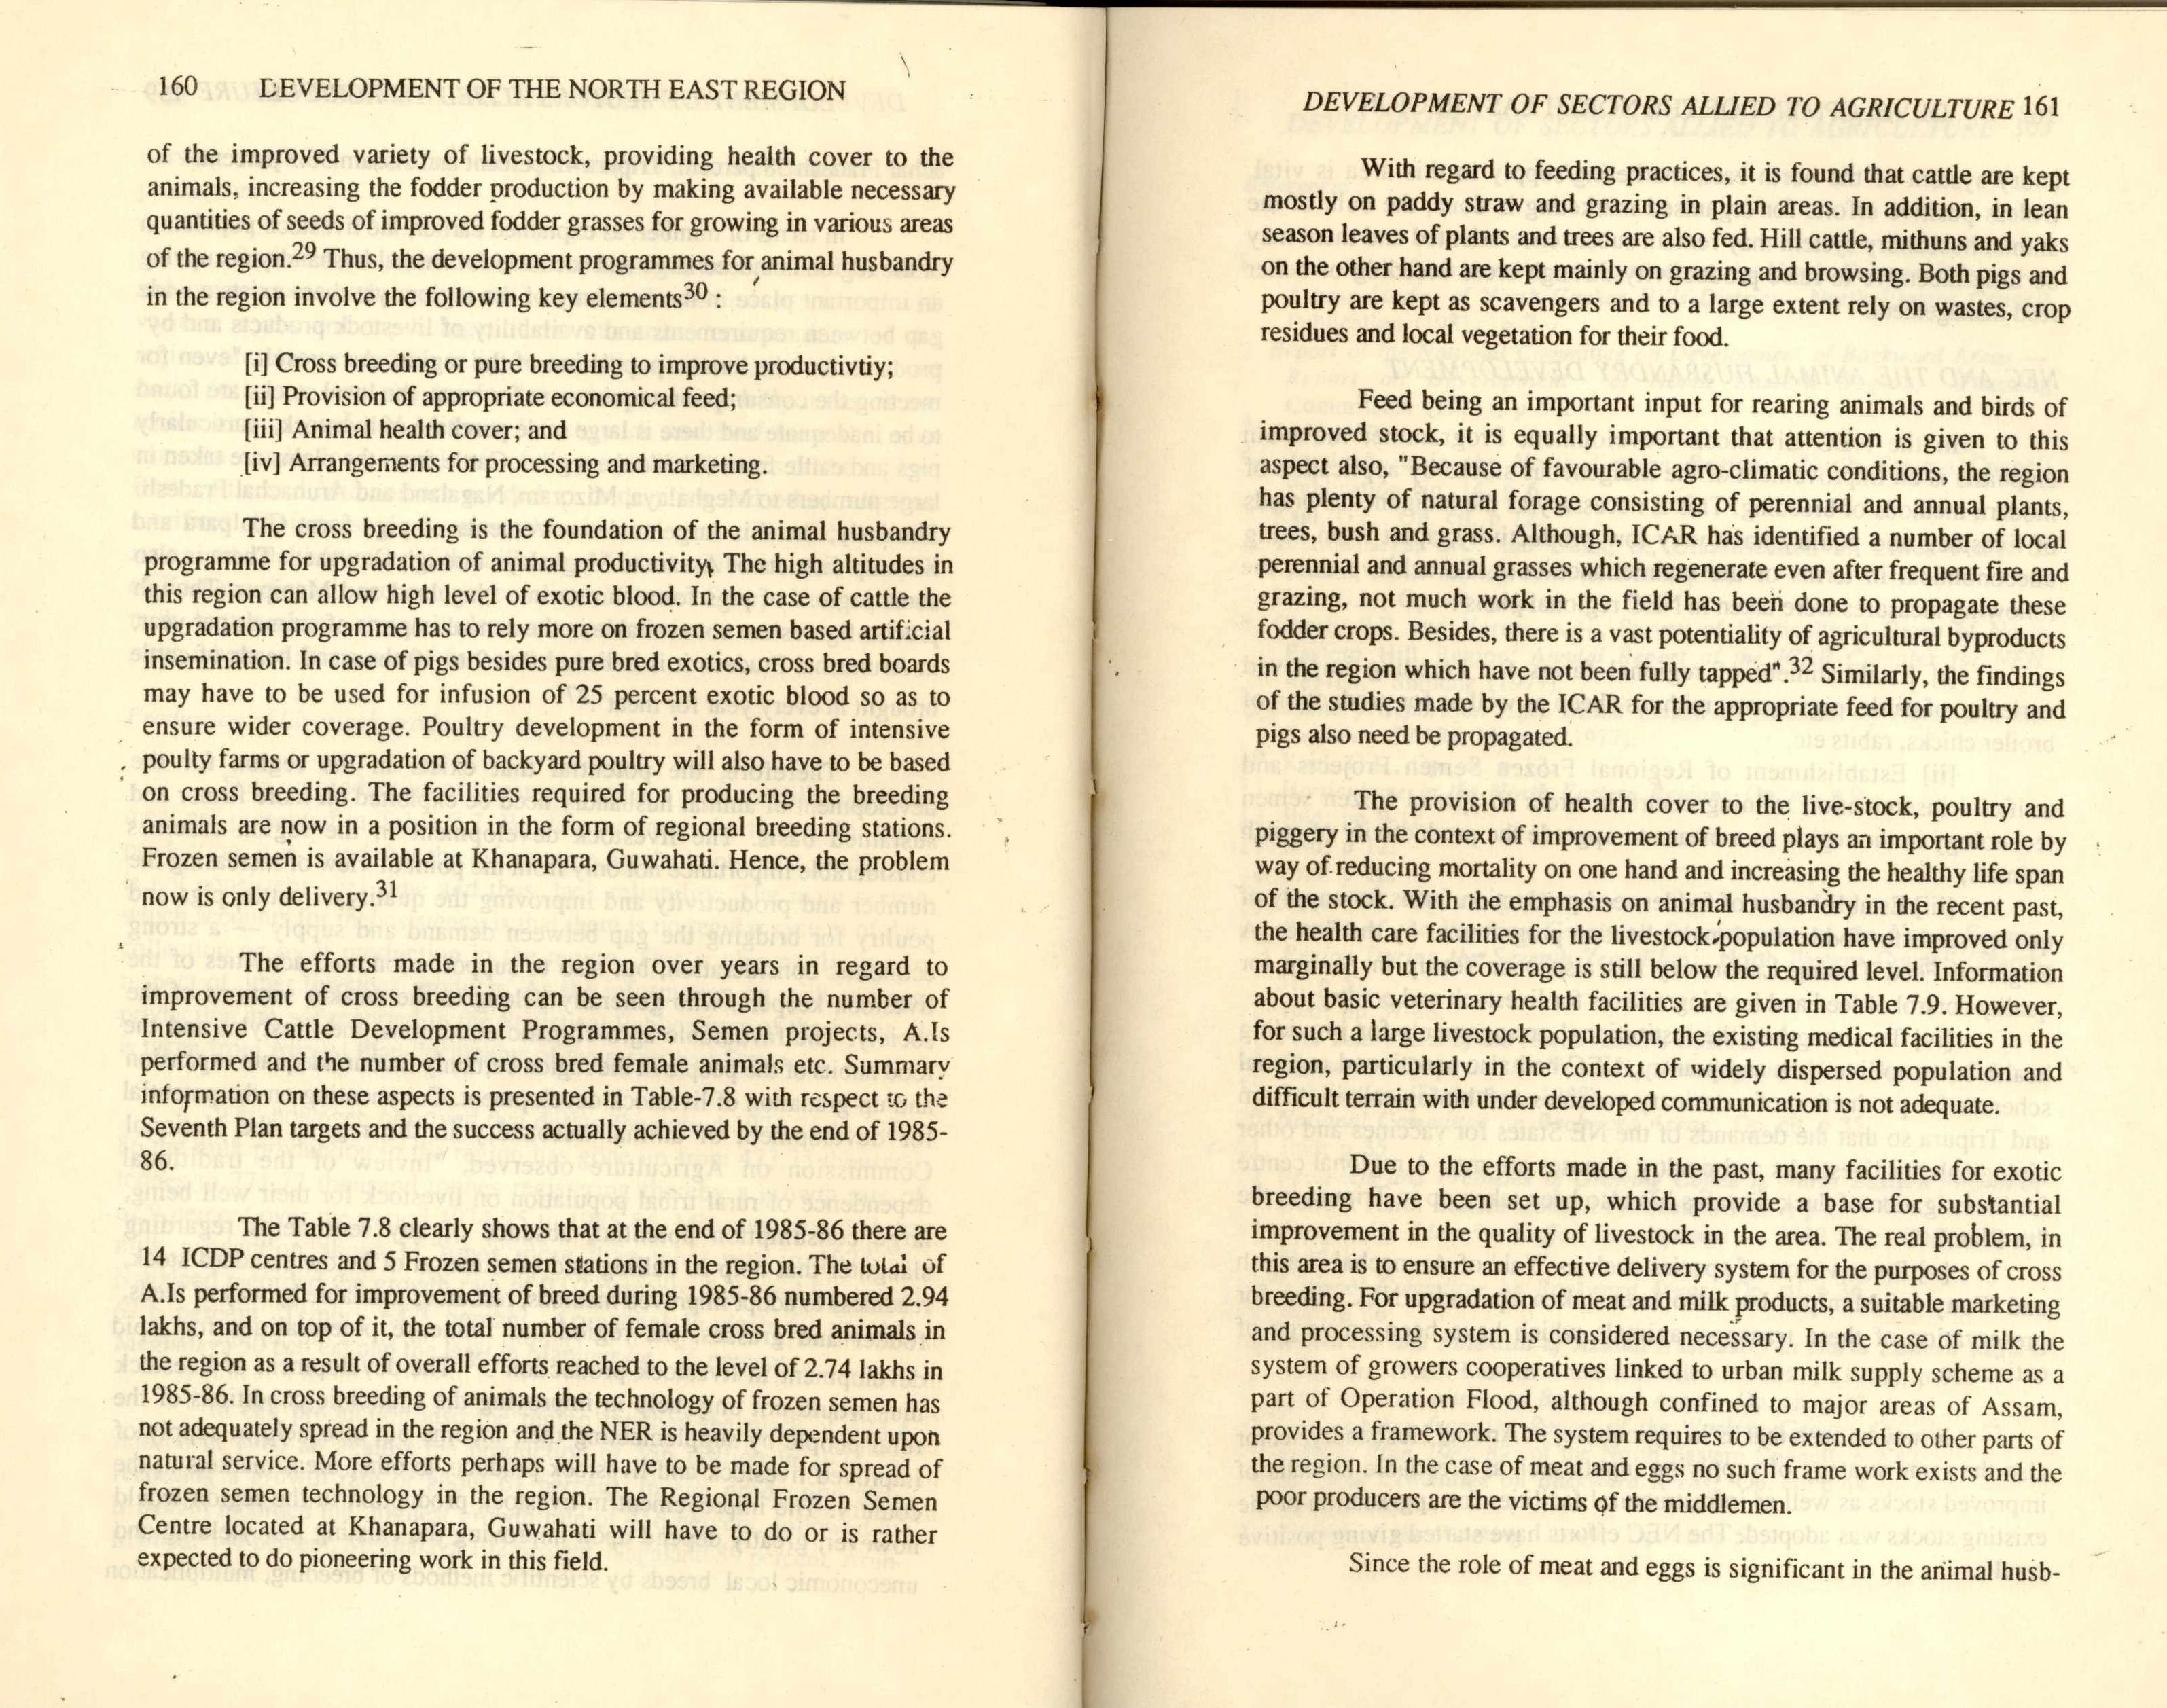 160 DEVELOPMENT OF THE NORTH EAST REGION
of the improved variety of livestock, providing health cover to the
animals, increasing the fodder production by making available necessary
quantities of seeds of improved fodder grasses for growing in various areas
of the region.29 Thus, the development programmes for animal husbandry
in the region involve the following key elements30 :
[i] Cross breeding or pure breeding to improve productivtiy;
[ii] Provision of appropriate economical feed;
[iii] Animal health cover; and
[iv] Arrangements for processing and marketing.
The cross breeding is the foundation of the animal husbandry
programme for upgradation of animal productivity. The high altitudes in
this region can allow high level of exotic blood. In the case of cattle the
upgradation programme has to rely more on frozen semen based artificial
insemination. In case of pigs besides pure bred exotics, cross bred boards
may have to be used for infusion of 25 percent exotic blood so as to
ensure wider coverage. Poultry development in the form of intensive
poulty farms or upgradation of backyard poultry will also have to be based
on cross breeding. The facilities required for producing the breeding
animals are now in a position in the form of regional breeding stations.
Frozen semen is available at Khanapara, Guwahati. Hence, the problem
now is only delivery.31
The efforts made in the region over years in regard to
improvement of cross breeding can be seen through the number of
Intensive Cattle Development Programmes, Semen projects, A.Is
performed and the number of cross bred female animals etc. Summary
information on these aspects is presented in Table-7.8 with respect to the
Seventh Plan targets and the success actually achieved by the end of 1985-
86.
The Table 7.8 clearly shows that at the end of 1985-86 there are
14 ICDP centres and 5 Frozen semen stations in the region. The total of
A.Is performed for improvement of breed during 1985-86 numbered 2.94
lakhs, and on top of it, the total number of female cross bred animals in
the region as a result of overall efforts reached to the level of 2.74 lakhs in
1985-86. In cross breeding of animals the technology of frozen semen has
not adequately spread in the region and the NER is heavily dependent upon
natural service. More efforts perhaps will have to be made for spread of
frozen semen technology in the region. The Regional Frozen Semen
Centre located at Khanapara, Guwahati will have to do or is rather
expected to do pioneering work in this field.
DEVELOPMENT OF SECTORS ALLIED TO AGRICULTURE 161
With regard to feeding practices, it is found that cattle are kept
mostly on paddy straw and grazing in plain areas. In addition, in lean
season leaves of plants and trees are also fed. Hill cattle, mithuns and yaks
on the other hand are kept mainly on grazing and browsing. Both pigs and
poultry are kept as scavengers and to a large extent rely on wastes, crop
residues and local vegetation for their food.
Feed being an important input for rearing animals and birds of
improved stock, it is equally important that attention is given to this
aspect also, "Because of favourable agro-climatic conditions, the region
has plenty of natural forage consisting of perennial and annual plants,
trees, bush and grass. Although, ICAR has identified a number of local
perennial and annual grasses which regenerate even after frequent fire and
grazing, not much work in the field has been done to propagate these
fodder crops. Besides, there is a vast potentiality of agricultural byproducts
in the region which have not been fully tapped".32 Similarly, the findings
of the studies made by the ICAR for the appropriate feed for poultry and
pigs also need be propagated.
The provision of health cover to the live-stock, poultry and
piggery in the context of improvement of breed plays an important role by
way of reducing mortality on one hand and increasing the healthy life span
of the stock. With the emphasis on animal husbandry in the recent past,
the health care facilities for the livestock population have improved only
marginally but the coverage is still below the required level. Information
about basic veterinary health facilities are given in Table 7.9. However,
for such a large livestock population, the existing medical facilities in the
region, particularly in the context of widely dispersed population and
difficult terrain with under developed communication is not adequate.
Due to the efforts made in the past, many facilities for exotic
breeding have been set up, which provide a base for substantial
improvement in the quality of livestock in the area. The real problem, in
this area is to ensure an effective delivery system for the purposes of cross
breeding. For upgradation of meat and milk products, a suitable marketing
and processing system is considered necessary. In the case of milk the
system of growers cooperatives linked to urban milk supply scheme as a
part of Operation Flood, although confined to major areas of Assam,
provides a framework. The system requires to be extended to other parts of
the region. In the case of meat and eggs no such frame work exists and the
poor producers are the victims of the middlemen.
Since the role of meat and eggs is significant in the animal husb-